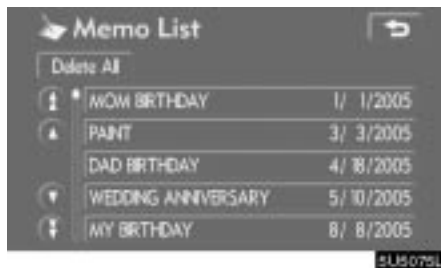 Memo List
Delete All
MOM BIRTHDAY 1/ 1/2005
PAINT 3/ 3/2005
DAD BIRTHDAY 4/18/2005
WEDDING ANNIVERSARY 5/10/2005
MY BIRTHDAY 8/ 8/2005
5US075L